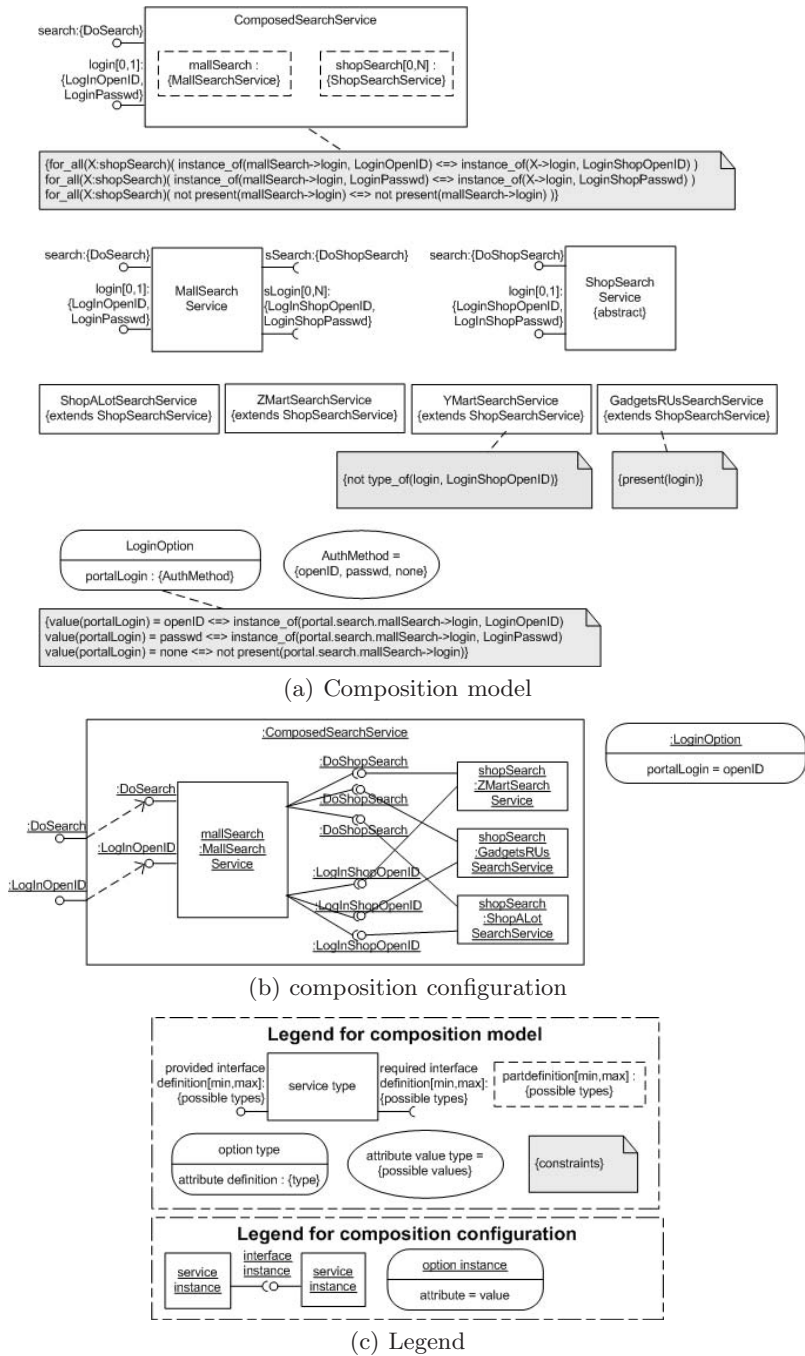 ComposedSearchService
search:{DoSearch}
login[0,1]:
{LogInOpenID,
LoginPasswd}
mallSearch :
{MallSearchService}
shopSearch[0,N] :
{ShopSearchService}
{for_all(X:shopSearch)( instance_of(mallSearch->login, LoginOpenID) <=> instance_of(X->login, LoginShopOpenID) )
for_all(X:shopSearch)( instance_of(mallSearch->login, LoginPasswd) <=> instance_of(X->login, LoginShopPasswd) )
for_all(X:shopSearch)( not present(mallSearch->login) <=> not present(mallSearch->login) )}
search:{DoSearch}
login[0,1]:
{LogInOpenID,
LoginPasswd}
MallSearch
Service
sSearch:{DoShopSearch}
sLogin[0,N]:
{LogInShopOpenID,
LoginShopPasswd}
search:{DoShopSearch}
login[0,1]:
{LogInShopOpenID,
LogInShopPasswd}
ShopSearch
Service
{abstract}
ShopALotSearchService
{extends ShopSearchService}
ZMartSearchService
{extends ShopSearchService}
YMartSearchService
{extends ShopSearchService}
GadgetsRUsSearchService
{extends ShopSearchService}
{not type_of(login, LoginShopOpenID)}
{present(login)}
LoginOption
portalLogin : {AuthMethod}
AuthMethod =
{openID, passwd, none}
{value(portalLogin) = openID <=> instance_of(portal.search.mallSearch->login, LoginOpenID)
value(portalLogin) = passwd <=> instance_of(portal.search.mallSearch->login, LoginPasswd)
value(portalLogin) = none <=> not present(portal.search.mallSearch->login)}
(a) Composition model
:ComposedSearchService
:DoSearch
:LogInOpenID
:DoSearch
:LogInOpenID
mallSearch
:MallSearch
Service
:DoShopSearch
:DoShopSearch
:DoShopSearch
:LogInShopOpenID
:LogInShopOpenID
:LogInShopOpenID
shopSearch
:ZMartSearch
Service
shopSearch
:GadgetsRUs
SearchService
shopSearch
:ShopALot
SearchService
:LoginOption
portalLogin = openID
(b) composition configuration
Legend for composition model
provided interface
definition[min,max]:
{possible types}
service type
required interface
definition[min,max]:
{possible types}
partdefinition[min,max] :
{possible types}
option type
attribute definition : {type}
attribute value type =
{possible values}
{constraints}
Legend for composition configuration
service
instance
interface
instance
service
instance
option instance
attribute = value
(c) Legend